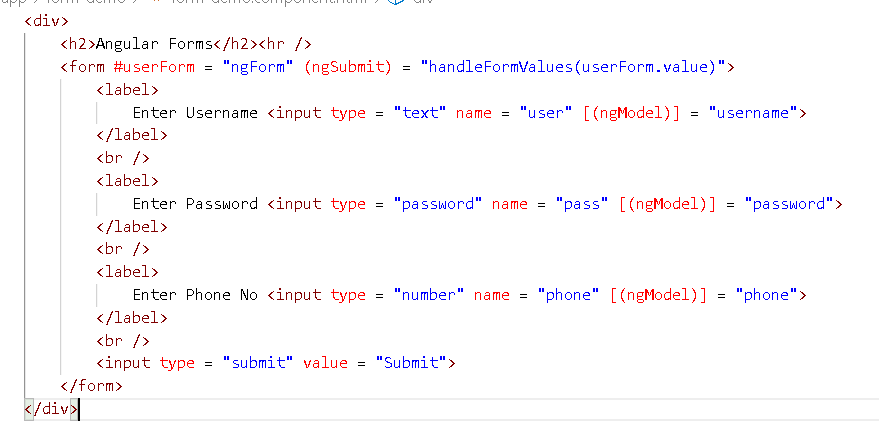 app > form-demo > form-demo.component.html > div
<div>
<h2>Angular Forms</h2><hr />
<form #userForm = "ngForm" (ngSubmit) = "handleFormValues(userForm.value)">
<label>
Enter Username <input type = "text" name = "user" [(ngModel)] = "username">
</label>
<br />
<label>
Enter Password <input type = "password" name = "pass" [(ngModel)] = "password">
</label>
<br />
<label>
Enter Phone No <input type = "number" name = "phone" [(ngModel)] = "phone">
</label>
<br />
<input type = "submit" value = "Submit">
</form>
</div>